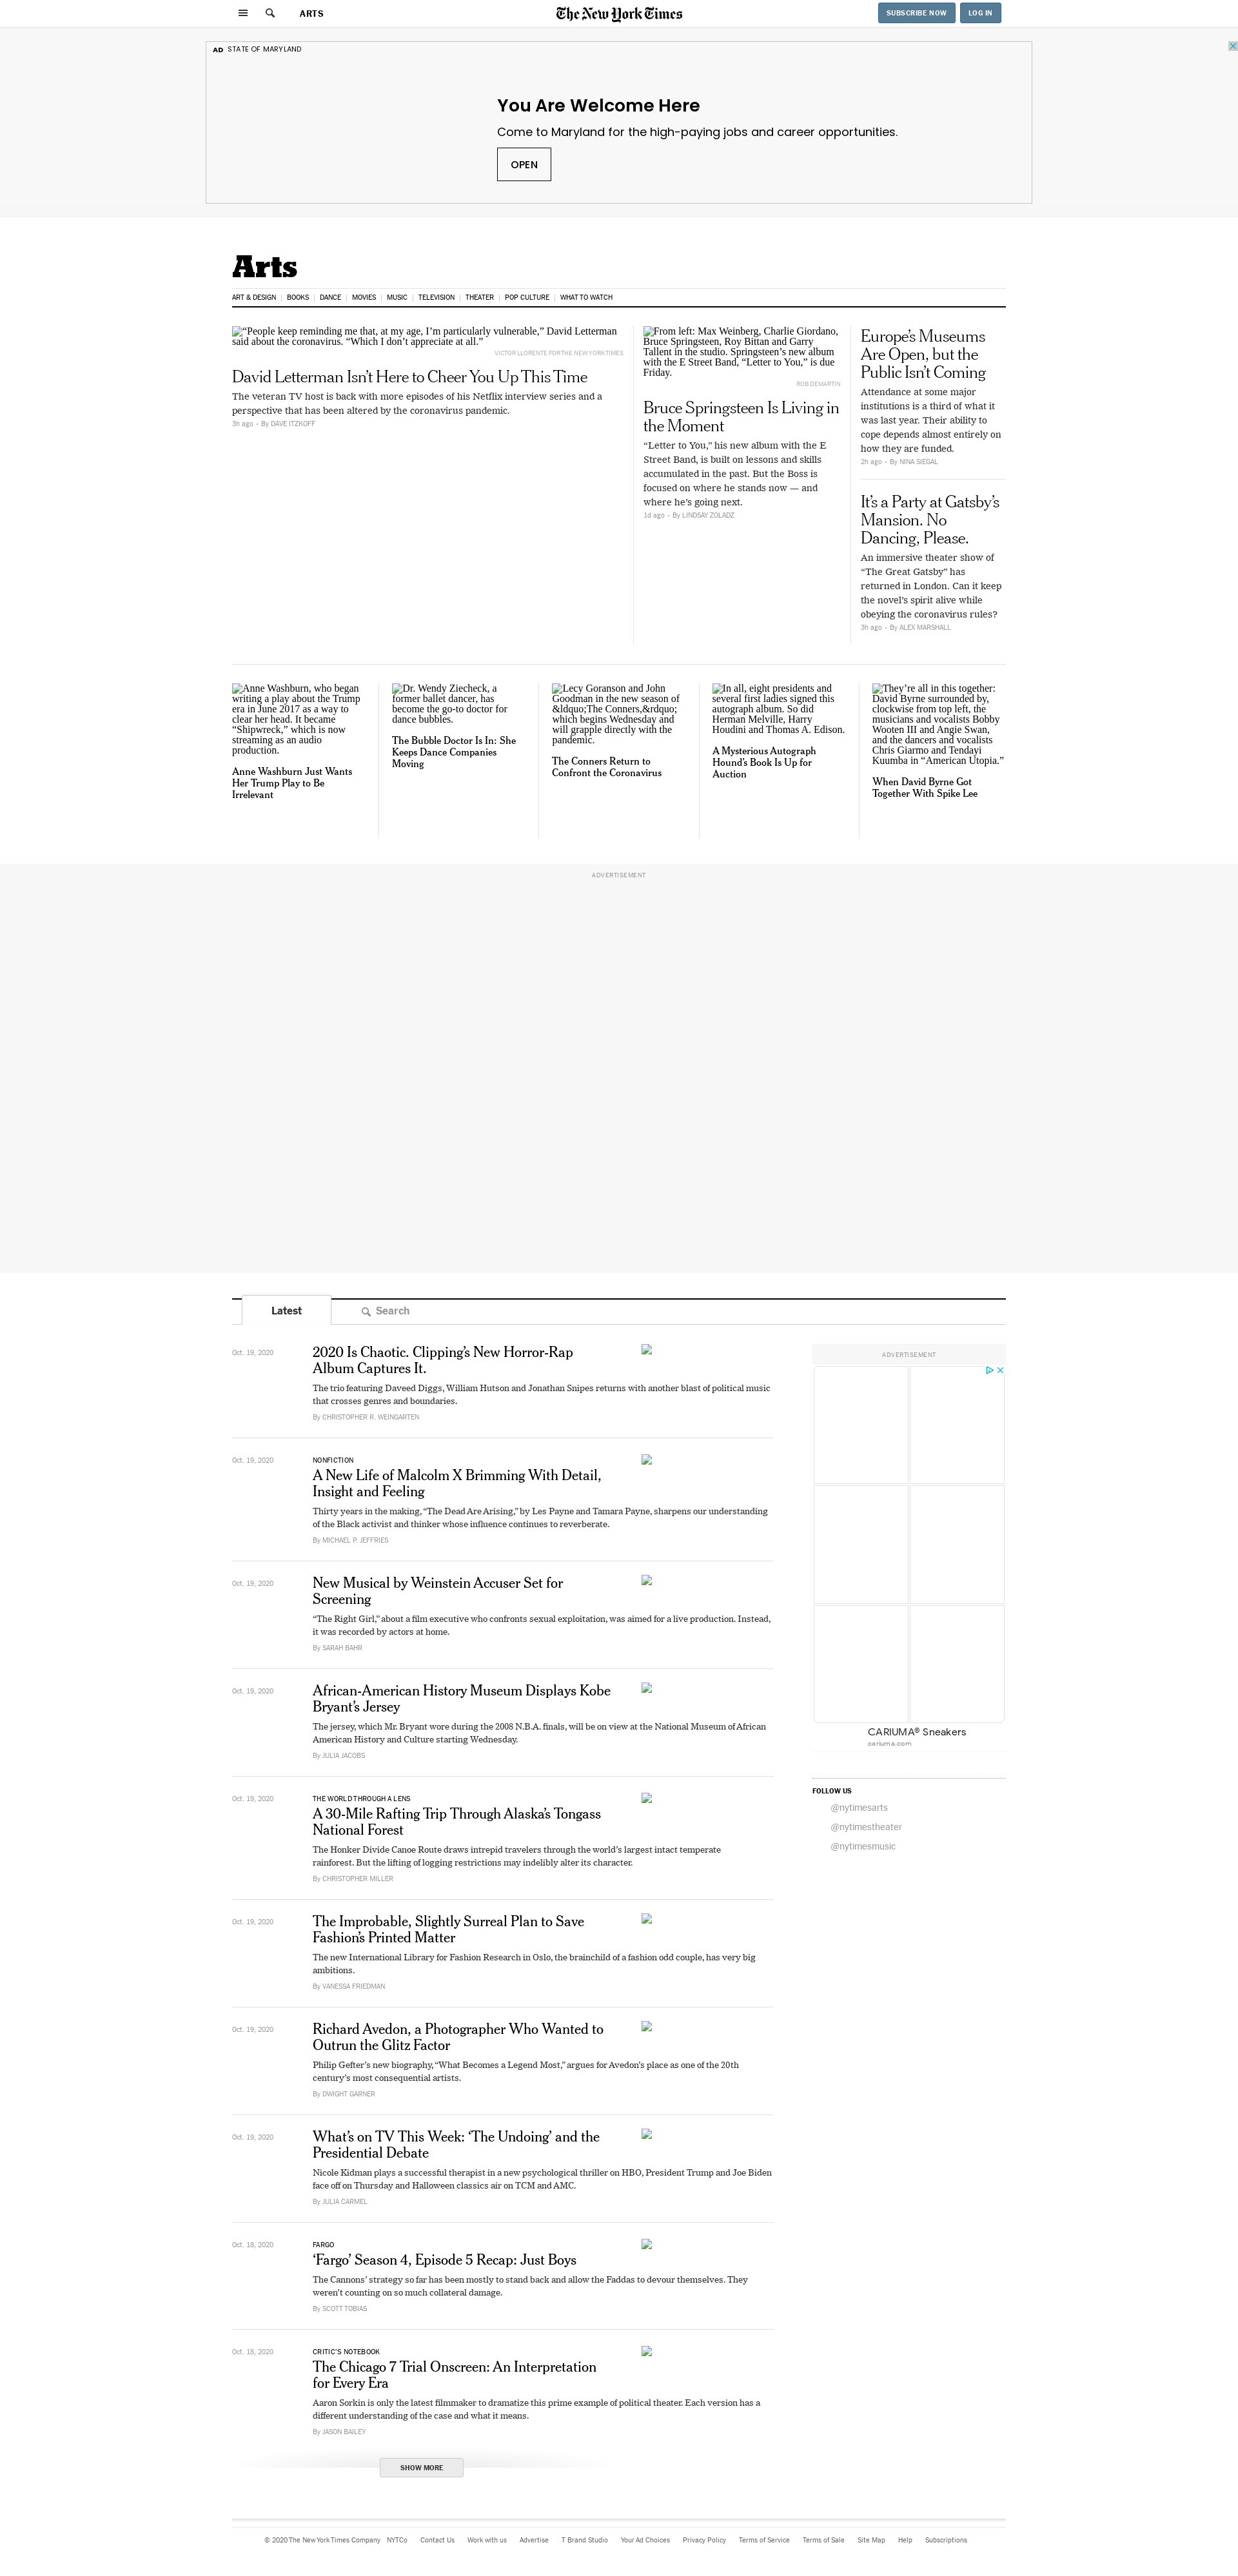 ARTS
The New York Times
SUBSCRIBE NOW
LOG IN
AD STATE OF MARYLAND
You Are Welcome Here
Come to Maryland for the high-paying jobs and career opportunities.
OPEN
Arts
ART & DESIGN | BOOKS | DANCE | MOVIES | MUSIC | TELEVISION | THEATER | POP CULTURE | WHAT TO WATCH
“People keep reminding me that, at my age, I’m particularly vulnerable,” David Letterman
said about the coronavirus. “Which I don’t appreciate at all.”
VICTOR LLORENTE FOR THE NEW YORK TIMES
David Letterman Isn’t Here to Cheer You Up This Time
The veteran TV host is back with more episodes of his Netflix interview series and a
perspective that has been altered by the coronavirus pandemic.
3h ago • By DAVE ITZKOFF
From left: Max Weinberg, Charlie Giordano,
Bruce Springsteen, Roy Bittan and Garry
Tallent in the studio. Springsteen’s new album
with the E Street Band, “Letter to You,” is due
Friday.
ROB DEMARTIN
Bruce Springsteen Is Living in
the Moment
“Letter to You,” his new album with the E
Street Band, is built on lessons and skills
accumulated in the past. But the Boss is
focused on where he stands now — and
where he’s going next.
1d ago • By LINDSAY ZOLADZ
Europe’s Museums
Are Open, but the
Public Isn’t Coming
Attendance at some major
institutions is a third of what it
was last year. Their ability to
cope depends almost entirely on
how they are funded.
2h ago • By NINA SIEGAL
It’s a Party at Gatsby’s
Mansion. No
Dancing, Please.
An immersive theater show of
“The Great Gatsby” has
returned in London. Can it keep
the novel’s spirit alive while
obeying the coronavirus rules?
3h ago • By ALEX MARSHALL
Anne Washburn, who began
writing a play about the Trump
era in June 2017 as a way to
clear her head. It became
“Shipwreck,” which is now
streaming as an audio
production.
Anne Washburn Just Wants
Her Trump Play to Be
Irrelevant
Dr. Wendy Ziecheck, a
former ballet dancer, has
become the go-to doctor for
dance bubbles.
The Bubble Doctor Is In: She
Keeps Dance Companies
Moving
Lecy Goranson and John
Goodman in the new season of
&ldquo;The Conners,&rdquo;
which begins Wednesday and
will grapple directly with the
pandemic.
The Conners Return to
Confront the Coronavirus
In all, eight presidents and
several first ladies signed this
autograph album. So did
Herman Melville, Harry
Houdini and Thomas A. Edison.
A Mysterious Autograph
Hound’s Book Is Up for
Auction
They’re all in this together:
David Byrne surrounded by,
clockwise from top left, the
musicians and vocalists Bobby
Wooten III and Angie Swan,
and the dancers and vocalists
Chris Giarmo and Tendayi
Kuumba in “American Utopia.”
When David Byrne Got
Together With Spike Lee
ADVERTISEMENT
Latest
Search
Oct. 19, 2020
2020 Is Chaotic. Clipping’s New Horror-Rap
Album Captures It.
The trio featuring Daveed Diggs, William Hutson and Jonathan Snipes returns with another blast of political music
that crosses genres and boundaries.
By CHRISTOPHER R. WEINGARTEN
Oct. 19, 2020
NONFICTION
A New Life of Malcolm X Brimming With Detail,
Insight and Feeling
Thirty years in the making, “The Dead Are Arising,” by Les Payne and Tamara Payne, sharpens our understanding
of the Black activist and thinker whose influence continues to reverberate.
By MICHAEL P. JEFFRIES
Oct. 19, 2020
New Musical by Weinstein Accuser Set for
Screening
“The Right Girl,” about a film executive who confronts sexual exploitation, was aimed for a live production. Instead,
it was recorded by actors at home.
By SARAH BAHR
Oct. 19, 2020
African-American History Museum Displays Kobe
Bryant’s Jersey
The jersey, which Mr. Bryant wore during the 2008 N.B.A. finals, will be on view at the National Museum of African
American History and Culture starting Wednesday.
By JULIA JACOBS
Oct. 19, 2020
THE WORLD THROUGH A LENS
A 30-Mile Rafting Trip Through Alaska’s Tongass
National Forest
The Honker Divide Canoe Route draws intrepid travelers through the world’s largest intact temperate
rainforest. But the lifting of logging restrictions may indelibly alter its character.
By CHRISTOPHER MILLER
Oct. 19, 2020
The Improbable, Slightly Surreal Plan to Save
Fashion’s Printed Matter
The new International Library for Fashion Research in Oslo, the brainchild of a fashion odd couple, has very big
ambitions.
By VANESSA FRIEDMAN
Oct. 19, 2020
Richard Avedon, a Photographer Who Wanted to
Outrun the Glitz Factor
Philip Gefter’s new biography, “What Becomes a Legend Most,” argues for Avedon’s place as one of the 20th
century’s most consequential artists.
By DWIGHT GARNER
Oct. 19, 2020
What’s on TV This Week: ‘The Undoing’ and the
Presidential Debate
Nicole Kidman plays a successful therapist in a new psychological thriller on HBO, President Trump and Joe Biden
face off on Thursday and Halloween classics air on TCM and AMC.
By JULIA CARMEL
Oct. 18, 2020
FARGO
‘Fargo’ Season 4, Episode 5 Recap: Just Boys
The Cannons’ strategy so far has been mostly to stand back and allow the Faddas to devour themselves. They
weren’t counting on so much collateral damage.
By SCOTT TOBIAS
Oct. 18, 2020
CRITIC’S NOTEBOOK
The Chicago 7 Trial Onscreen: An Interpretation
for Every Era
Aaron Sorkin is only the latest filmmaker to dramatize this prime example of political theater. Each version has a
different understanding of the case and what it means.
By JASON BAILEY
SHOW MORE
ADVERTISEMENT
CARIUMA® Sneakers
cariuma.com
FOLLOW US
@nytimesarts
@nytimestheater
@nytimesmusic
© 2020 The New York Times Company NYTCo Contact Us Work with us Advertise T Brand Studio Your Ad Choices Privacy Policy Terms of Service Terms of Sale Site Map Help Subscriptions